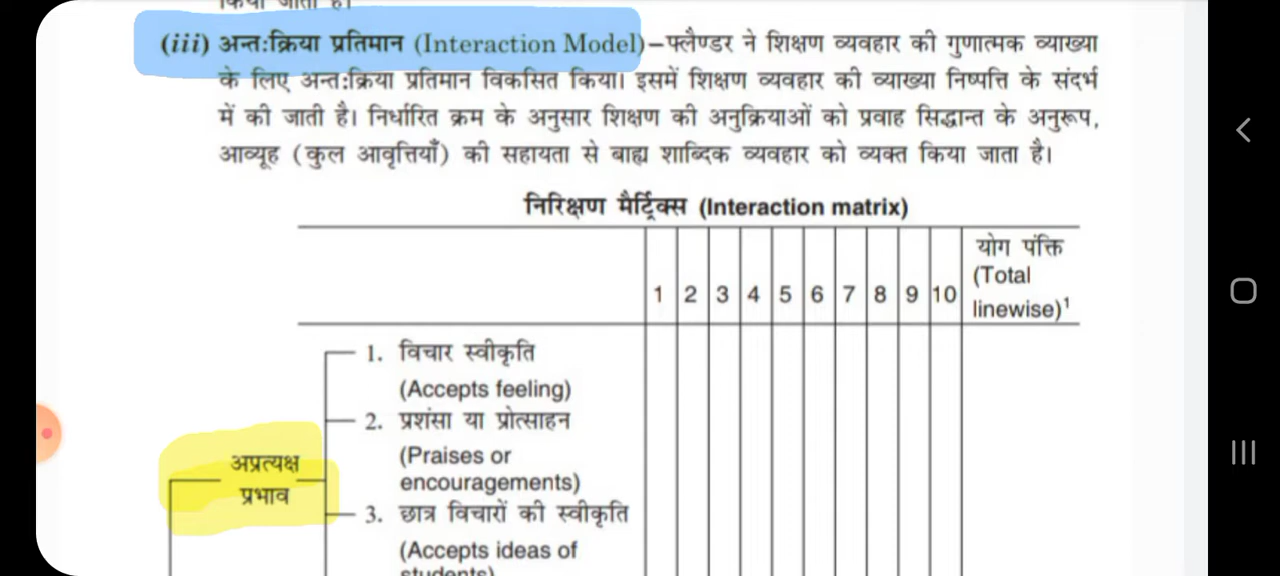 किया जाता है।
(iii) अन्त:क्रिया प्रतिमान (Interaction Model)–फ्लैण्डर ने शिक्षण व्यवहार की गुणात्मक व्याख्या
के लिए अन्त:क्रिया प्रतिमान विकसित किया। इसमें शिक्षण व्यवहार की व्याख्या निष्पत्ति के संदर्भ
में की जाती है। निर्धारित क्रम के अनुसार शिक्षण की अनुक्रियाओं को प्रवाह सिद्धान्त के अनुरूप,
आव्यूह (कुल आवृत्तियाँ) की सहायता से बाह्य शाब्दिक व्यवहार को व्यक्त किया जाता है।
निरिक्षण मैर्ट्रिक्स (Interaction matrix)
1 2 3 4 5 6 7 8 9 10
योग पंक्ति
(Total
linewise)¹
1. विचार स्वीकृति
(Accepts feeling)
2. प्रशंसा या प्रोत्साहन
(Praises or
encouragements)
अप्रत्यक्ष
प्रभाव
3. छात्र विचारों की स्वीकृति
(Accepts ideas of
students)